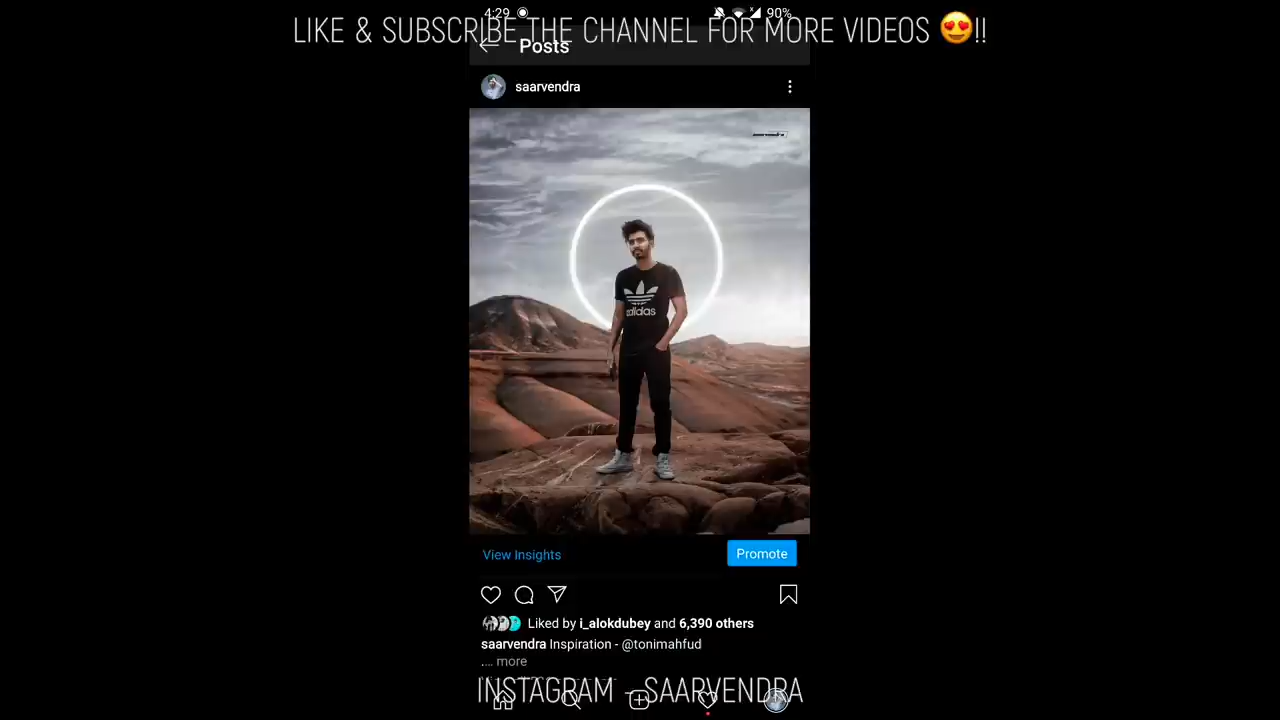 4:29
90%
LIKE & SUBSCRIBE THE CHANNEL FOR MORE VIDEOS 😍!!
Posts
saarvendra
adidas
View Insights
Promote
Liked by i_alokdubey and 6,390 others
saarvendra Inspiration - @tonimahfud
.... more
INSTAGRAM - SAARVENDRA